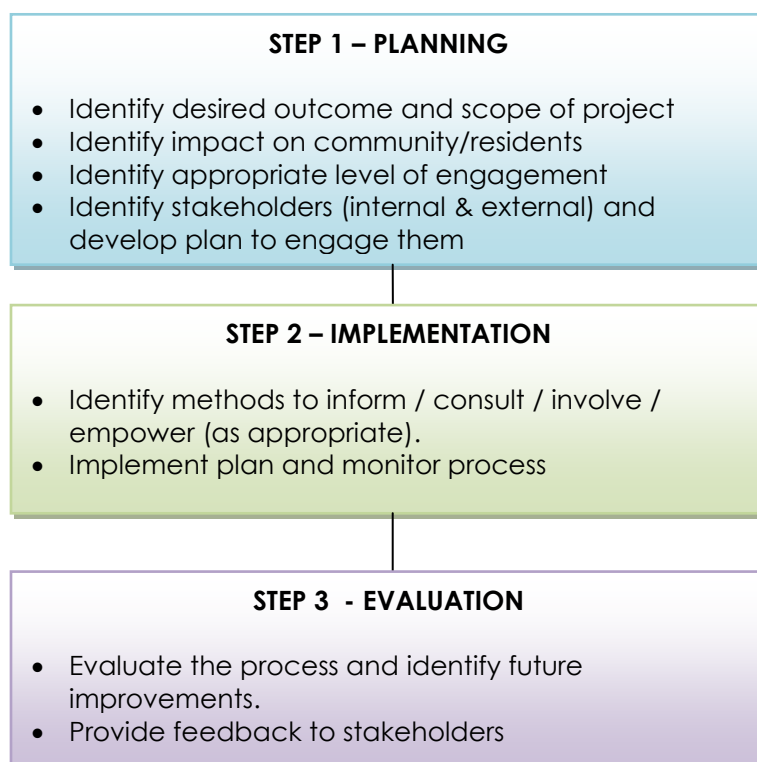 STEP 1 – PLANNING
• Identify desired outcome and scope of project
• Identify impact on community/residents
• Identify appropriate level of engagement
• Identify stakeholders (internal & external) and
develop plan to engage them
STEP 2 – IMPLEMENTATION
• Identify methods to inform / consult / involve /
empower (as appropriate).
• Implement plan and monitor process
STEP 3 - EVALUATION
• Evaluate the process and identify future
improvements.
• Provide feedback to stakeholders